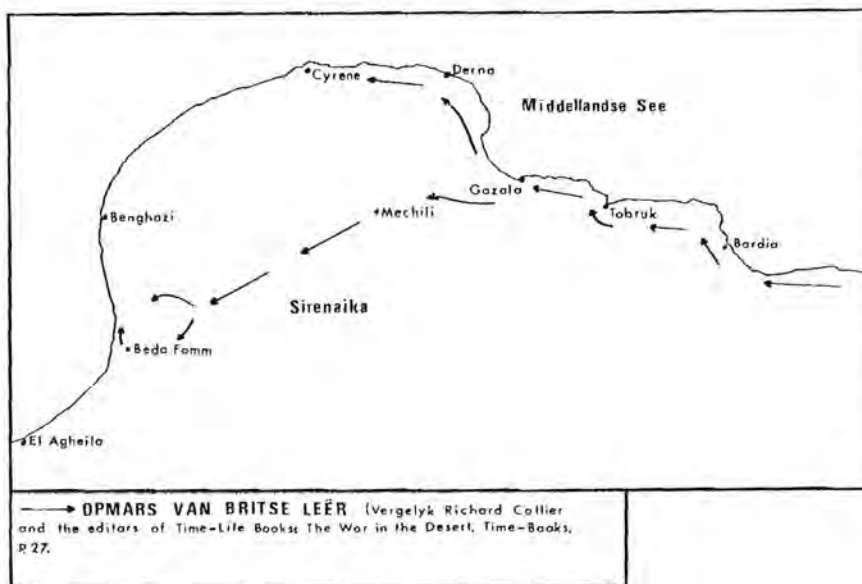 Cyrene
Derna
Middellandse See
Gazala
Tobruk
Benghazi
Mechili
Bardia
Sirenaika
Beda Fomm
El Agheila
OPMARS VAN BRITSE LEËR (Vergelyk Richard Collier
and the editors of Time-Life Books: The War in the Desert, Time-Books,
P. 27.